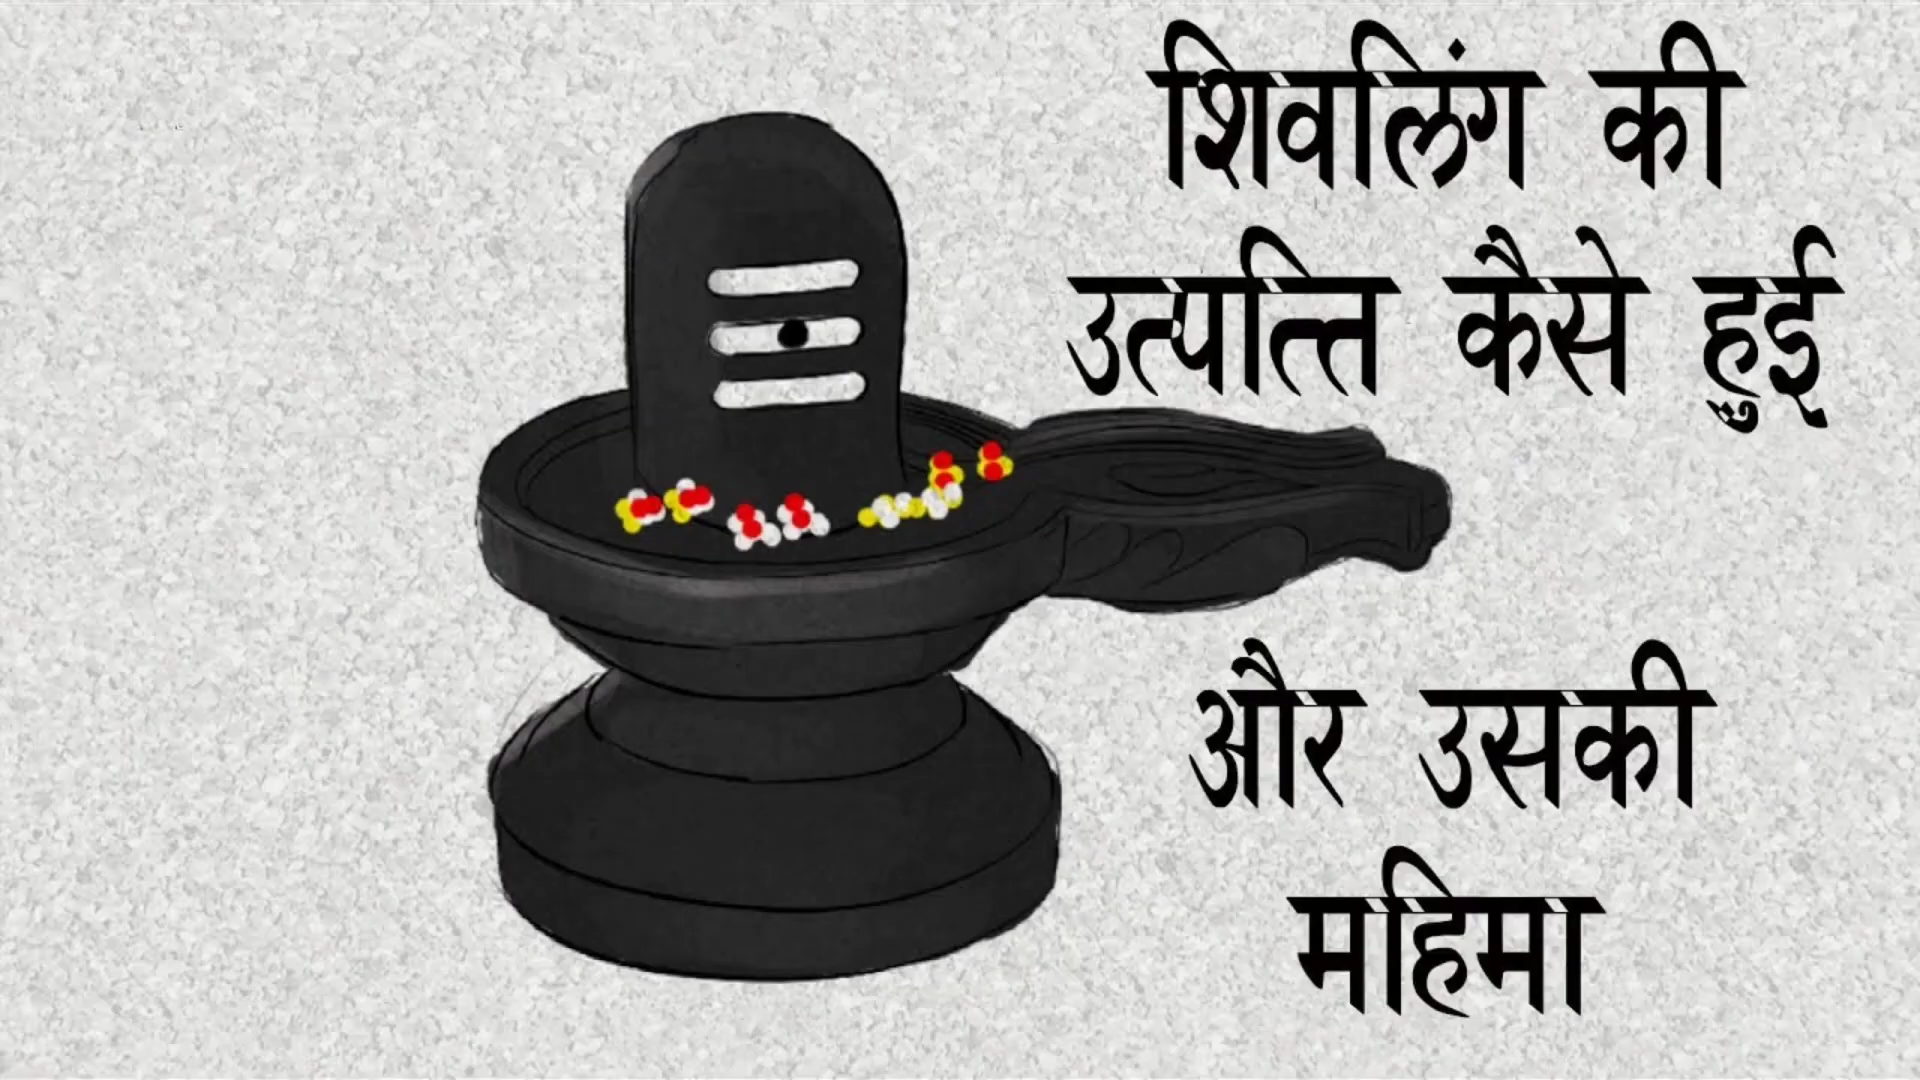 शिवलिंग की
उत्पत्ति कैसे हुई
और उसकी
महिमा